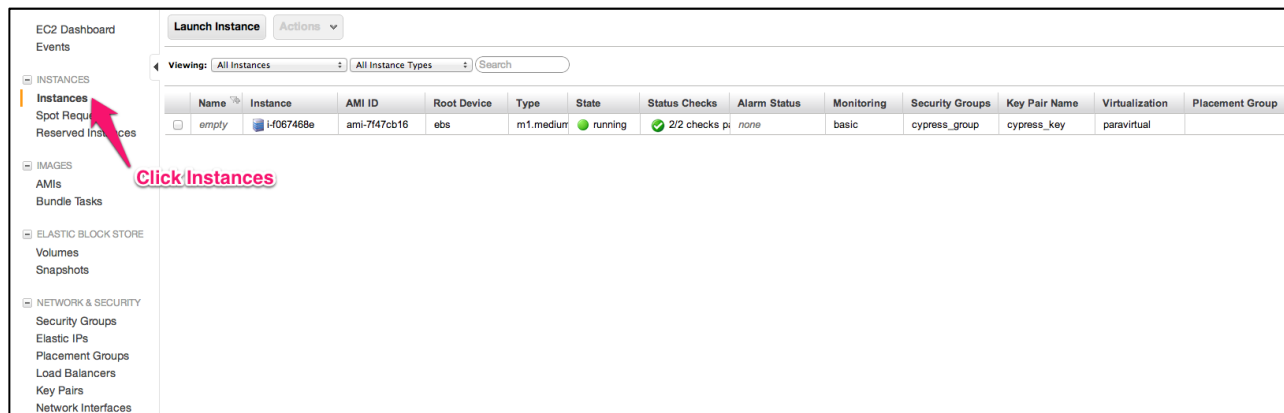 EC2 Dashboard
Events
INSTANCES
Instances
Spot Reque
Reserved Instances
IMAGES
AMIs
Bundle Tasks
ELASTIC BLOCK STORE
Volumes
Snapshots
NETWORK & SECURITY
Security Groups
Elastic IPs
Placement Groups
Load Balancers
Key Pairs
Network Interfaces
Click Instances
Launch Instance Actions
Viewing: All Instances All Instance Types Search
Name Instance AMI ID Root Device Type State Status Checks Alarm Status Monitoring Security Groups Key Pair Name Virtualization Placement Group
empty i-f067468e ami-7f47cb16 ebs m1.medium running 2/2 checks pa none basic cypress_group cypress_key paravirtual